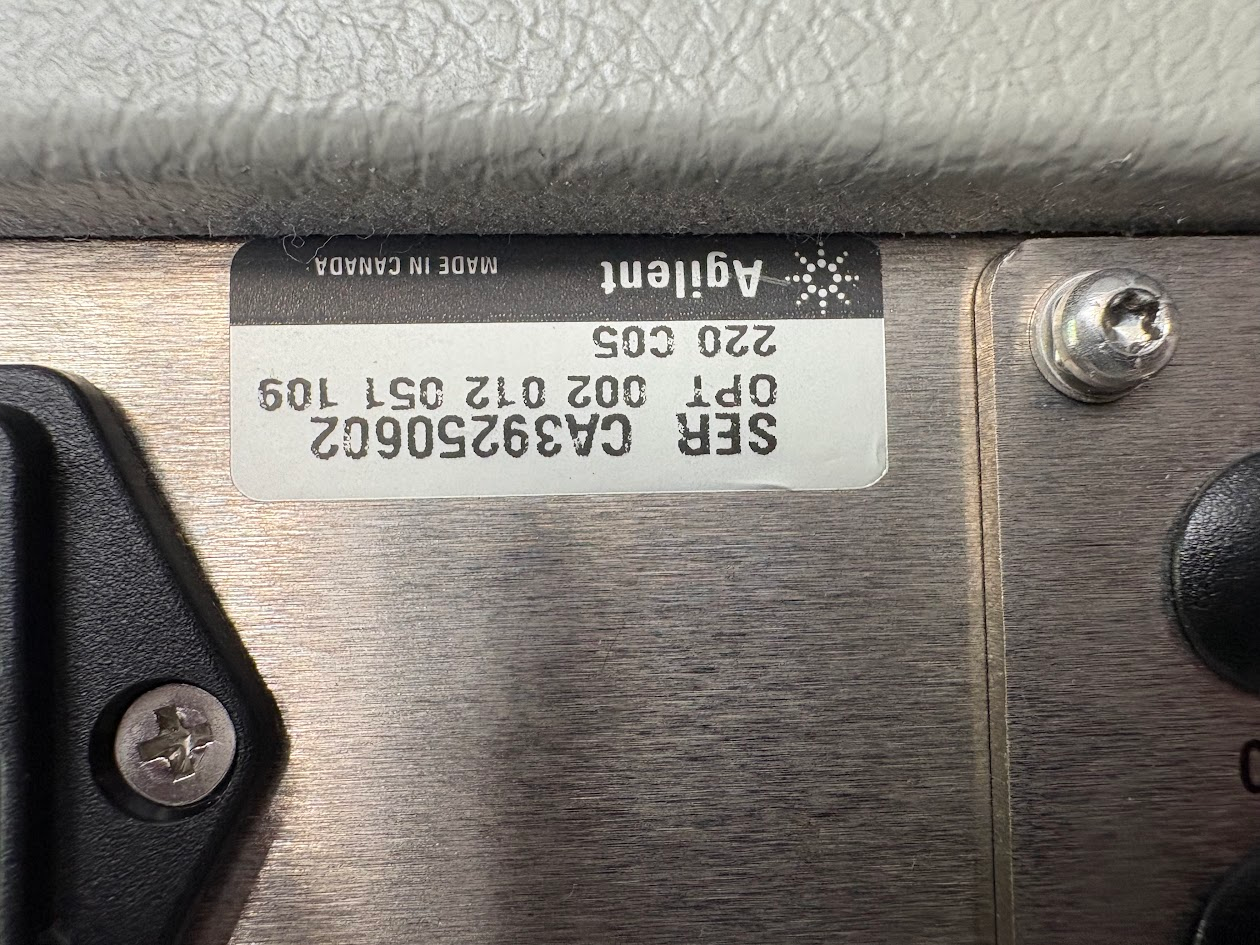 SER CA39250602
OPT 002 012 051 109
220 C05
Agilent MADE IN CANADA